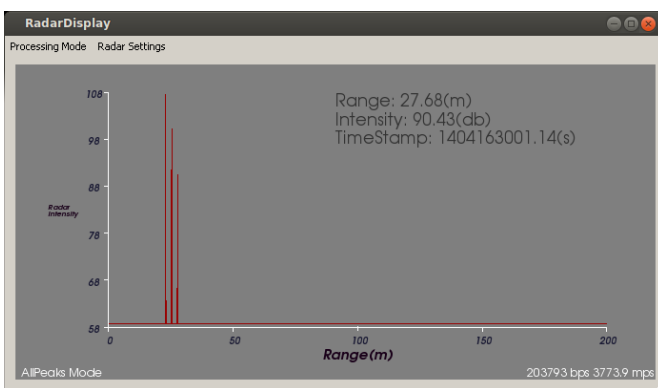 RadarDisplay
Processing Mode Radar Settings
Range: 27.68(m)
Intensity: 90.43(db)
TimeStamp: 1404163001.14(s)
108
98
88
Radar
Intensity
78
68
58
0 50 100 150 200
Range(m)
AllPeaks Mode 203793 bps 3773.9 mps